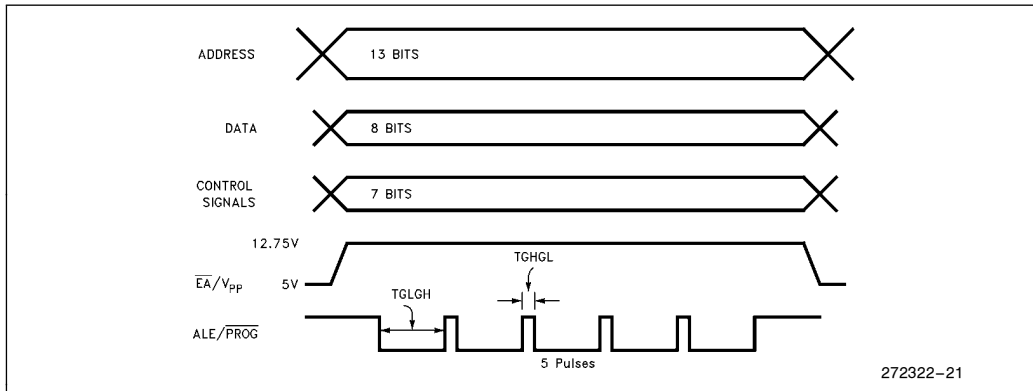 ADDRESS
13 BITS
DATA
8 BITS
CONTROL
SIGNALS
7 BITS
12.75V
TGHGL
EA/VPP
5V
TGLGH
ALE/PROG
5 Pulses
272322-21